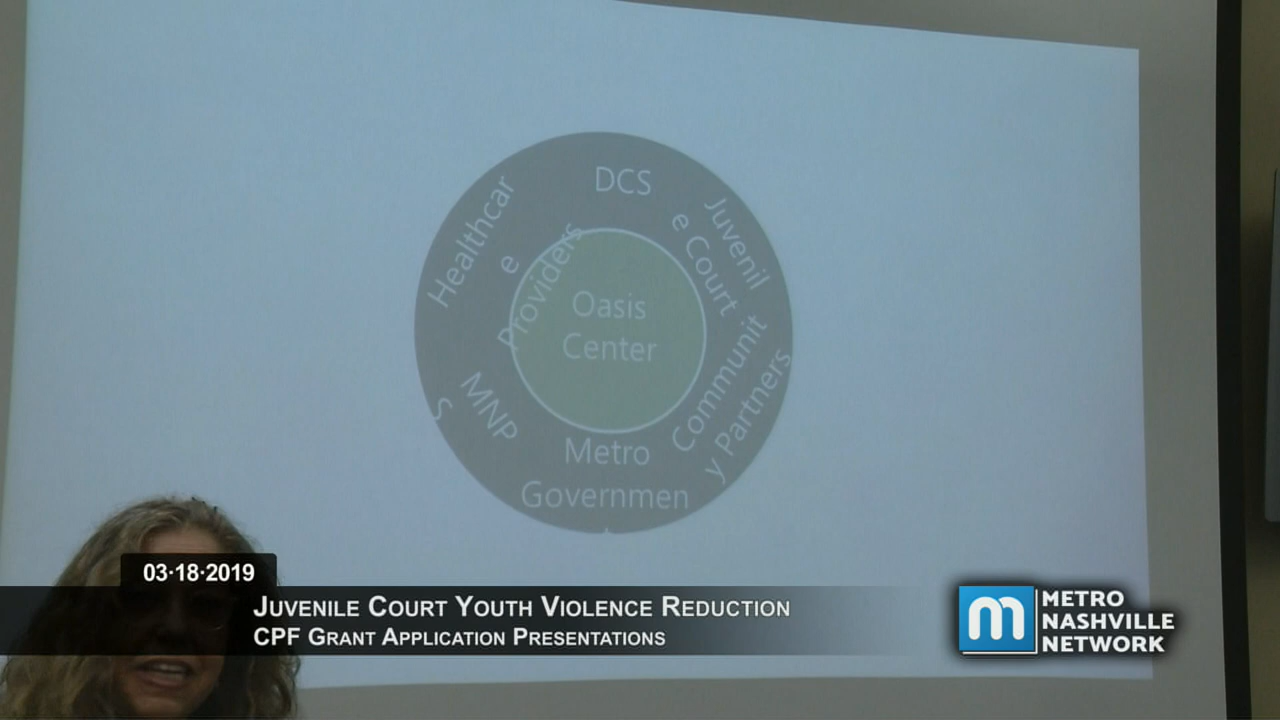 DCS
Juvenil
e Court
Communit
y Partners
Metro
Governmen
MNP
S
Healthcar
e
Providers
Oasis
Center
03·18·2019
JUVENILE COURT YOUTH VIOLENCE REDUCTION
CPF GRANT APPLICATION PRESENTATIONS
m
METRO
NASHVILLE
NETWORK